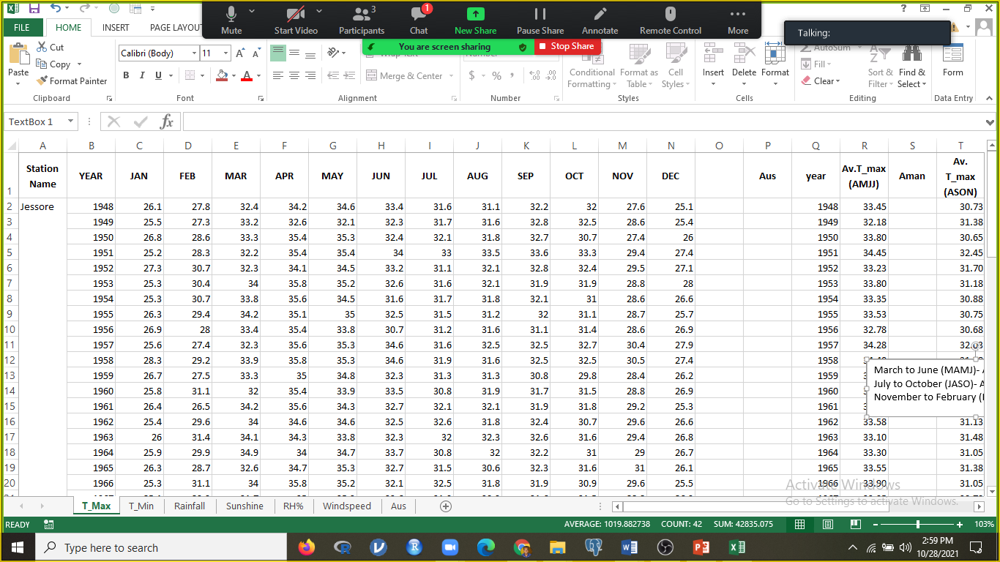 3
1
Mute
Start Video
Participants
Chat
New Share
Pause Share
Annotate
Remote Control
More
Talking:
You are screen sharing
Stop Share
FILE
HOME
INSERT
PAGE LAYOU
Cut
Copy
Format Painter
Paste
Calibri (Body)
11
B I U
Merge & Center
$ % ,
Conditional Formatting
Format as Table
Cell Styles
Insert
Delete
Format
AutoSum
Fill
Clear
Sort & Filter
Find & Select
Form
Clipboard
Font
Alignment
Number
Styles
Cells
Editing
Data Entry
TextBox 1
fx
A B C D E F G H I J K L M N O P Q R S T
1 Station Name YEAR JAN FEB MAR APR MAY JUN JUL AUG SEP OCT NOV DEC Aus year Av.T_max (AMJJ) Aman Av. T_max (ASON)
2 Jessore 1948 26.1 27.8 32.4 34.2 34.6 33.4 31.6 31.1 32.2 32 27.6 25.1 1948 33.45 30.73
3 1949 25.5 27.3 33.2 32.6 32.1 32.3 31.7 31.6 32.8 32.5 28.6 25.4 1949 32.18 31.38
4 1950 26.8 28.6 33.3 35.4 35.3 32.4 32.1 31.8 32.7 30.7 27.4 26 1950 33.80 30.65
5 1951 25.2 28.3 32.2 35.4 35.4 34 33 33.5 33.6 33.3 29.4 27.4 1951 34.45 32.45
6 1952 27.3 30.7 32.3 34.1 34.5 33.2 31.1 32.1 32.8 32.4 29.5 27.1 1952 33.23 31.70
7 1953 25.3 30.4 34 35.8 35.2 32.6 31.6 32.1 31.9 31.9 28.8 28 1953 33.80 31.18
8 1954 25.3 30.7 33.8 35.6 34.5 31.6 31.7 31.8 32.1 31 28.6 26.6 1954 33.35 30.88
9 1955 26.3 29.4 34.2 35.1 35 32.5 31.5 31.2 32 31.1 28.7 25.7 1955 33.53 30.75
10 1956 26.9 28 33.4 35.4 33.8 30.7 31.2 31.6 31.1 31.4 28.6 26.9 1956 32.78 30.68
11 1957 25.6 27.4 32.3 35.6 35.3 34.6 31.6 32.5 32.5 32.7 30.4 27.9 1957 34.28 32.03
12 1958 28.3 29.2 33.9 35.8 35.3 34.6 31.9 31.6 32.5 32.5 30.5 27.4 1958
13 1959 26.7 27.5 33.3 35 34.8 32.3 31.3 31.3 30.8 29.8 28.4 26.2 1959
14 1960 25.8 31.1 32 35.4 33.9 33.5 30.8 31.9 31.7 31.5 28.8 26.9 1960
15 1961 26.4 26.5 34.2 35.6 34.3 32.7 32.1 32.1 31.9 31.8 29.2 25.3 1961
March to June (MAMJ)- A
July to October (JASO)- A
November to February (
16 1962 25.4 29.6 34 34.6 34.6 32.5 32.6 31.8 32.4 30.7 29.6 26.6 1962 33.58 31.13
17 1963 26 31.4 34.1 34.3 33.8 32.3 32 32.3 32.6 31.6 29.4 26.8 1963 33.10 31.48
18 1964 25.9 29.9 34.9 34 34.7 33.7 30.8 32 32.2 31 29 26.7 1964 33.30 31.05
19 1965 26.3 28.7 32.6 34.7 35.3 32.7 31.5 30.6 32.3 31.6 31 26.1 1965 33.55 31.38
20 1966 25.3 31.1 34 35.8 35.2 32.1 32.5 31.8 31.9 30.9 29.6 25.5 1966 33.90 31.05
Activate Windows
Go to Settings to activate Windows.
T_Max
T_Min
Rainfall
Sunshine
RH%
Windspeed
Aus
READY
AVERAGE: 1019.882738 COUNT: 42 SUM: 42835.075
103%
Type here to search
2:59 PM
10/28/2021